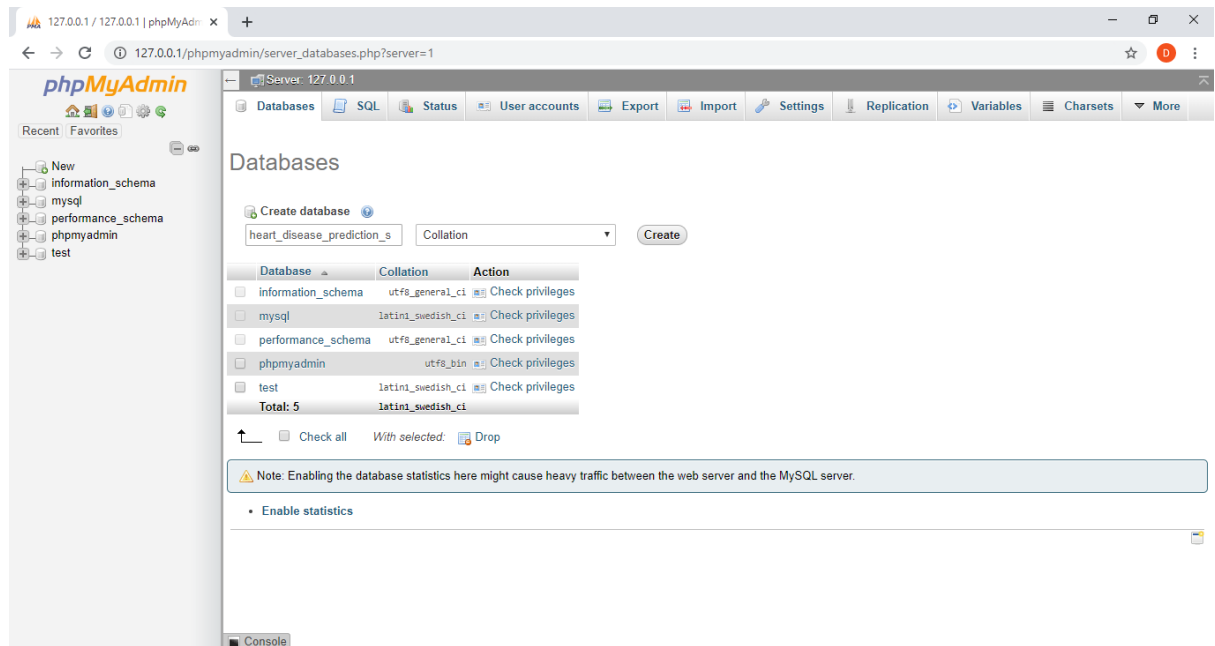 127.0.0.1 / 127.0.0.1 | phpMyAdm
127.0.0.1/phpmyadmin/server_databases.php?server=1
D
phpMyAdmin
Recent Favorites
New
information_schema
mysql
performance_schema
phpmyadmin
test
Server: 127.0.0.1
Databases SQL Status User accounts Export Import Settings Replication Variables Charsets More
Databases
Create database
heart_disease_prediction_s Collation Create
Database Collation Action
information_schema utf8_general_ci Check privileges
mysql latin1_swedish_ci Check privileges
performance_schema utf8_general_ci Check privileges
phpmyadmin utf8_bin Check privileges
test latin1_swedish_ci Check privileges
Total: 5 latin1_swedish_ci
Check all With selected: Drop
Note: Enabling the database statistics here might cause heavy traffic between the web server and the MySQL server.
• Enable statistics
Console